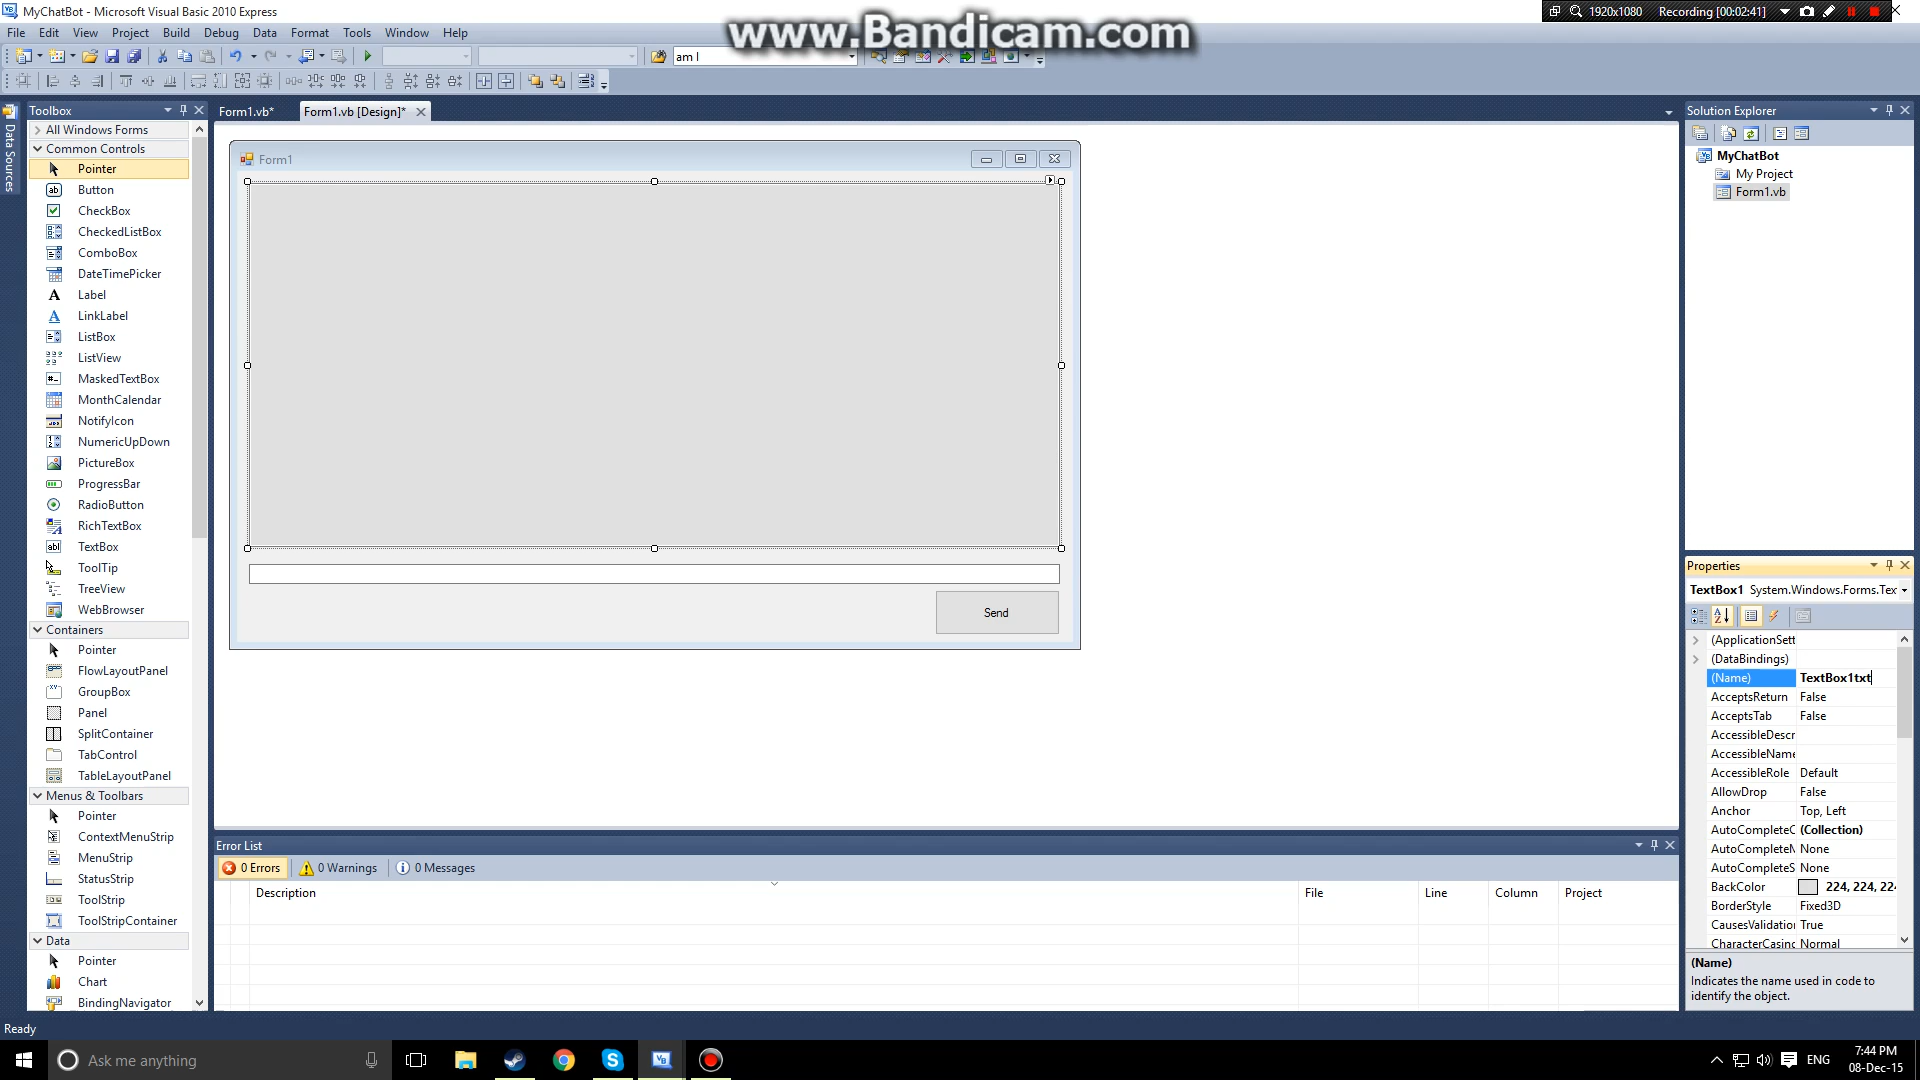 MyChatBot - Microsoft Visual Basic 2010 Express
www.Bandicam.com
1920x1080 Recording [00:02:41]
File Edit View Project Build Debug Data Format Tools Window Help
am I
Toolbox
Form1.vb* Form1.vb [Design]*
Solution Explorer
Data Sources
All Windows Forms
Common Controls
Pointer
Button
CheckBox
CheckedListBox
ComboBox
DateTimePicker
Label
LinkLabel
ListBox
ListView
MaskedTextBox
MonthCalendar
NotifyIcon
NumericUpDown
PictureBox
ProgressBar
RadioButton
RichTextBox
TextBox
ToolTip
TreeView
WebBrowser
Containers
Pointer
FlowLayoutPanel
GroupBox
Panel
SplitContainer
TabControl
TableLayoutPanel
Menus & Toolbars
Pointer
ContextMenuStrip
MenuStrip
StatusStrip
ToolStrip
ToolStripContainer
Data
Pointer
Chart
BindingNavigator
Form1
Send
MyChatBot
My Project
Form1.vb
Properties
TextBox1 System.Windows.Forms.Tex
(ApplicationSett
(DataBindings)
(Name) TextBox1txt
AcceptsReturn False
AcceptsTab False
AccessibleDescr
AccessibleName
AccessibleRole Default
AllowDrop False
Anchor Top, Left
AutoCompleteC (Collection)
AutoCompleteM None
AutoCompleteS None
BackColor 224, 224, 224
BorderStyle Fixed3D
CausesValidation True
CharacterCasing Normal
(Name)
Indicates the name used in code to
identify the object.
Error List
0 Errors 0 Warnings 0 Messages
Description File Line Column Project
Ready
Ask me anything
ENG
7:44 PM
08-Dec-15